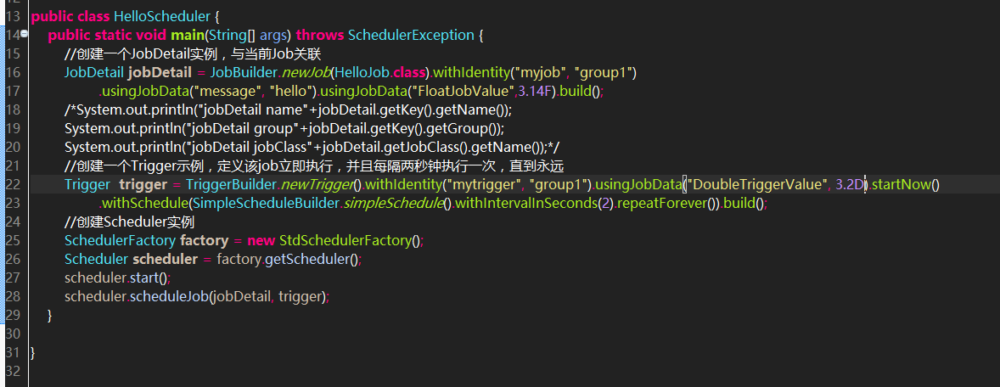 13 public class HelloScheduler {
14 public static void main(String[] args) throws SchedulerException {
15 //创建一个JobDetail实例，与当前Job关联
16 JobDetail jobDetail = JobBuilder.newJob(HelloJob.class).withIdentity("myjob", "group1")
17 .usingJobData("message", "hello").usingJobData("FloatJobValue",3.14F).build();
18 /*System.out.println("jobDetail name"+jobDetail.getKey().getName());
19 System.out.println("jobDetail group"+jobDetail.getKey().getGroup());
20 System.out.println("jobDetail jobClass"+jobDetail.getJobClass().getName());*/
21 //创建一个Trigger示例，定义该job立即执行，并且每隔两秒钟执行一次，直到永远
22 Trigger  trigger = TriggerBuilder.newTrigger().withIdentity("mytrigger", "group1").usingJobData("DoubleTriggerValue", 3.2D).startNow()
23 .withSchedule(SimpleScheduleBuilder.simpleSchedule().withIntervalInSeconds(2).repeatForever()).build();
24 //创建Scheduler实例
25 SchedulerFactory factory = new StdSchedulerFactory();
26 Scheduler scheduler = factory.getScheduler();
27 scheduler.start();
28 scheduler.scheduleJob(jobDetail, trigger);
29 }
30
31 }
32